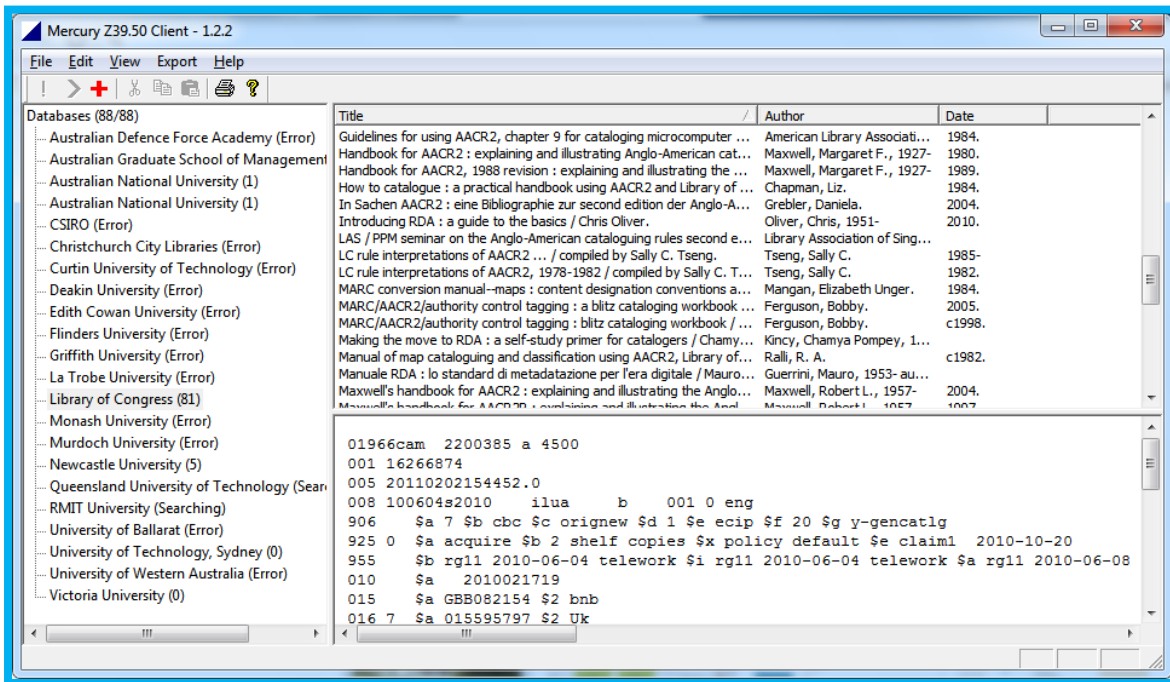 Mercury Z39.50 Client - 1.2.2
File Edit View Export Help
Databases (88/88)
Australian Defence Force Academy (Error)
Australian Graduate School of Management
Australian National University (1)
Australian National University (1)
CSIRO (Error)
Christchurch City Libraries (Error)
Curtin University of Technology (Error)
Deakin University (Error)
Edith Cowan University (Error)
Flinders University (Error)
Griffith University (Error)
La Trobe University (Error)
Library of Congress (81)
Monash University (Error)
Murdoch University (Error)
Newcastle University (5)
Queensland University of Technology (Sear
RMIT University (Searching)
University of Ballarat (Error)
University of Technology, Sydney (0)
University of Western Australia (Error)
Victoria University (0)
Title Author Date
Guidelines for using AACR2, chapter 9 for cataloging microcomputer ... American Library Associati... 1984.
Handbook for AACR2 : explaining and illustrating Anglo-American cat... Maxwell, Margaret F., 1927- 1980.
Handbook for AACR2, 1988 revision : explaining and illustrating the ... Maxwell, Margaret F., 1927- 1989.
How to catalogue : a practical handbook using AACR2 and Library of ... Chapman, Liz. 1984.
In Sachen AACR2 : eine Bibliographie zur second edition der Anglo-A... Grebler, Daniela. 2004.
Introducing RDA : a guide to the basics / Chris Oliver. Oliver, Chris, 1951- 2010.
LAS / PPM seminar on the Anglo-American cataloguing rules second e... Library Association of Sing...
LC rule interpretations of AACR2 ... / compiled by Sally C. Tseng. Tseng, Sally C. 1985-
LC rule interpretations of AACR2, 1978-1982 / compiled by Sally C. T... Tseng, Sally C. 1982.
MARC conversion manual--maps : content designation conventions a... Mangan, Elizabeth Unger. 1984.
MARC/AACR2/authority control tagging : a blitz cataloging workbook ... Ferguson, Bobby. 2005.
MARC/AACR2/authority control tagging : blitz cataloging workbook / ... Ferguson, Bobby. c1998.
Making the move to RDA : a self-study primer for catalogers / Chamy... Kincy, Chamya Pompey, 1...
Manual of map cataloguing and classification using AACR2, Library of... Ralli, R. A. c1982.
Manuale RDA : lo standard di metadatazione per l'era digitale / Mauro... Guerrini, Mauro, 1953- au...
Maxwell's handbook for AACR2 : explaining and illustrating the Anglo... Maxwell, Robert L., 1957- 2004.
Maxwell's handbook for AACR2R : explaining and illustrating the Angl... Maxwell, Robert L., 1957- 1997.
01966cam 2200385 a 4500
001 16266874
005 20110202154452.0
008 100604s2010 ilua b 001 0 eng
906 $a 7 $b cbc $c orignew $d 1 $e ecip $f 20 $g y-gencatlg
925 0 $a acquire $b 2 shelf copies $x policy default $e claim1 2010-10-20
955 $b rg11 2010-06-04 telework $i rg11 2010-06-04 telework $a rg11 2010-06-08
010 $a 2010021719
015 $a GBB082154 $2 bnb
016 7 $a 015595797 $2 Uk